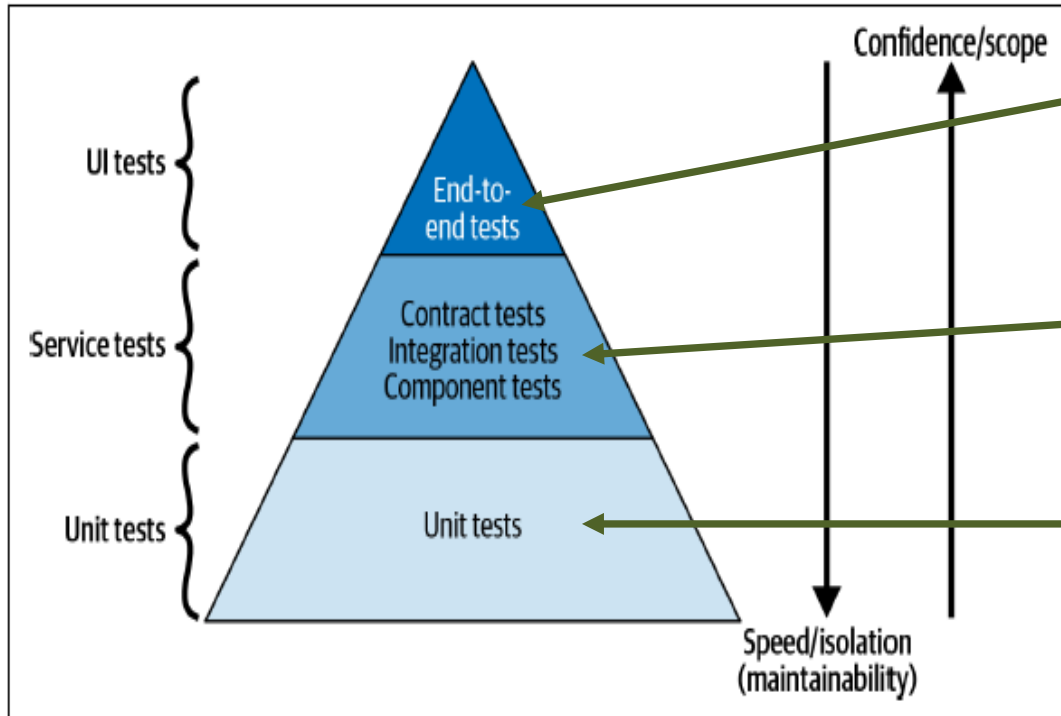 Confidence/scope
UI tests
End-to-
end tests
Service tests
Contract tests
Integration tests
Component tests
Unit tests
Unit tests
Speed/isolation
(maintainability)